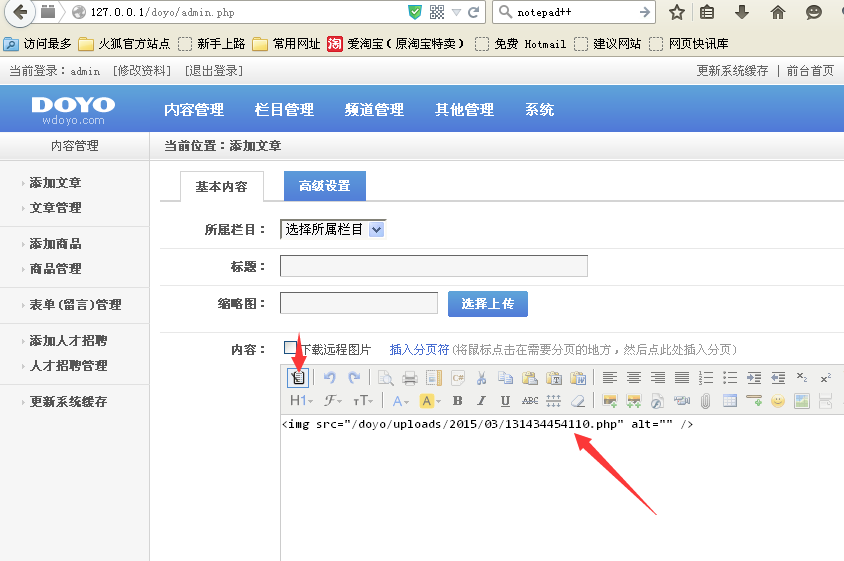 127.0.0.1/doyo/admin.php
notepad++
访问最多 火狐官方站点 新手上路 常用网址 淘 爱淘宝(原淘宝特卖) 免费 Hotmail 建议网站 网页快讯库
当前登录：admin [修改资料] [退出登录] 更新系统缓存 | 前台首页
DOYO
wdoyo.com
内容管理 栏目管理 频道管理 其他管理 系统
内容管理
当前位置：添加文章
添加文章
文章管理
添加商品
商品管理
表单(留言)管理
添加人才招聘
人才招聘管理
更新系统缓存
基本内容 高级设置
所属栏目： 选择所属栏目
标题：
缩略图： 选择上传
内容： 下载远程图片 插入分页符(将鼠标点击在需要分页的地方，然后点此处插入分页)
H1 F тT A A B I U ABC
<img src="/doyo/uploads/2015/03/131434454110.php" alt="" />